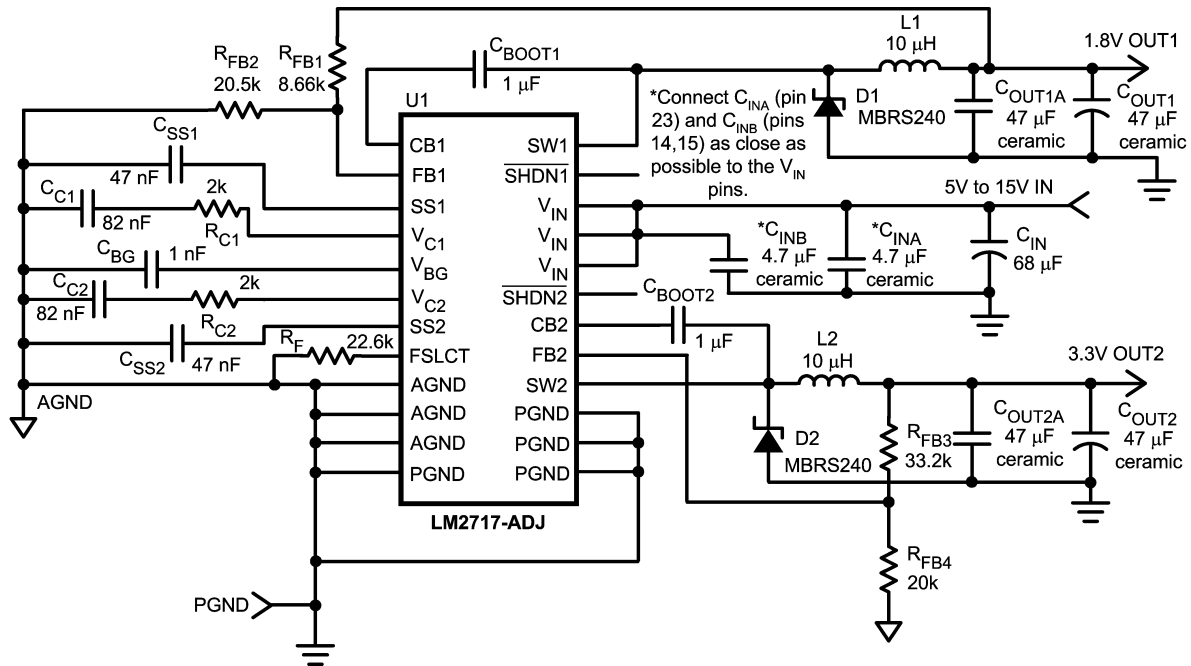 L1
10 µH
1.8V OUT1
RFB2
20.5k
RFB1
8.66k
CBOOT1
1 µF
U1
*Connect CINA (pin
23) and CINB (pins
14,15) as close as
possible to the VIN
pins.
D1
MBRS240
COUT1A
47 µF
ceramic
COUT1
47 µF
ceramic
CSS1
47 nF
CC1
82 nF
2k
RC1
CBG
1 nF
CC2
82 nF
2k
RC2
CSS2
47 nF
RF
22.6k
AGND
CB1
FB1
SS1
VC1
VBG
VC2
SS2
FSLCT
AGND
AGND
AGND
PGND
SW1
SHDN1
VIN
VIN
VIN
SHDN2
CB2
FB2
SW2
PGND
PGND
PGND
LM2717-ADJ
5V to 15V IN
*CINB
4.7 µF
ceramic
*CINA
4.7 µF
ceramic
CIN
68 µF
CBOOT2
1 µF
L2
10 µH
3.3V OUT2
D2
MBRS240
RFB3
33.2k
COUT2A
47 µF
ceramic
COUT2
47 µF
ceramic
RFB4
20k
PGND